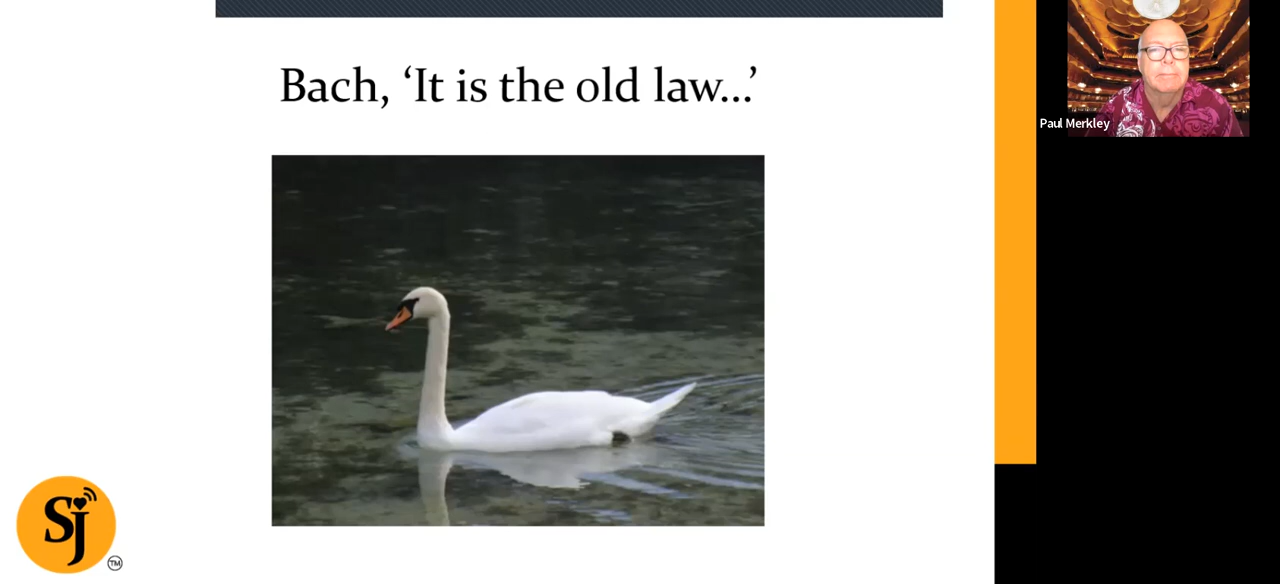 Bach, ‘It is the old law...’
Paul Merkley
SJ
TM